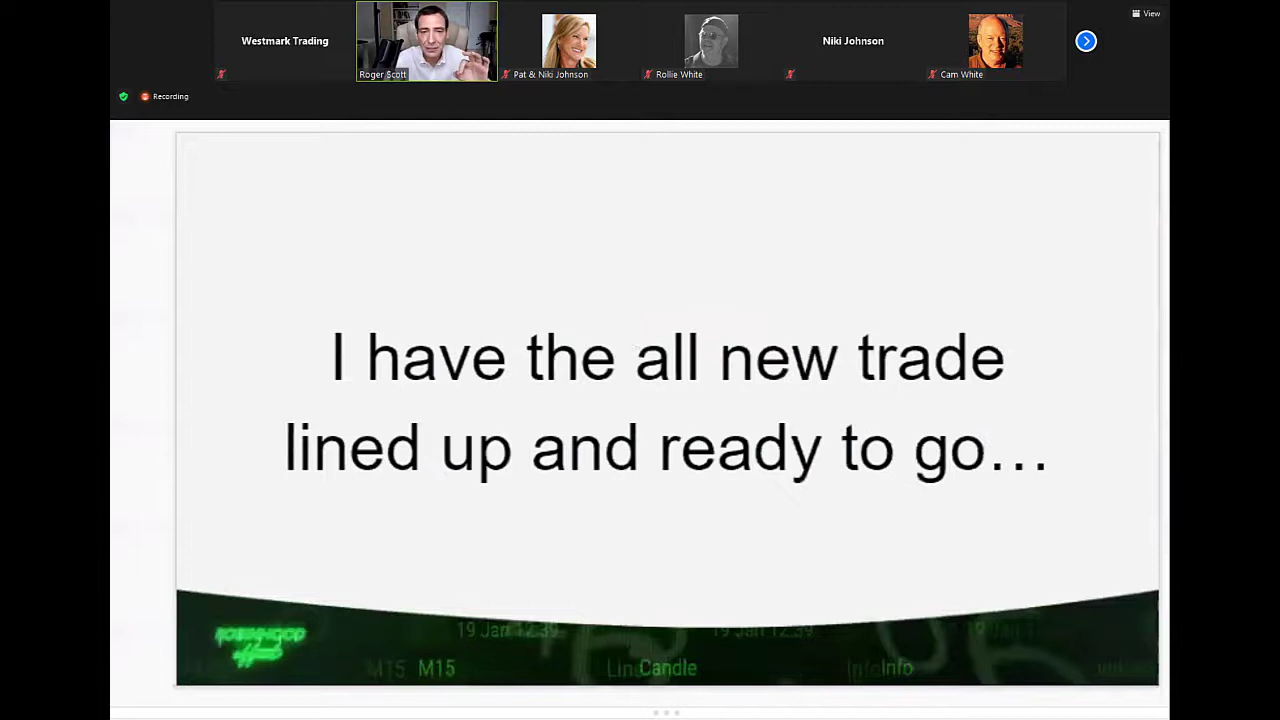 View
Westmark Trading
Niki Johnson
Roger Scott
Pat & Niki Johnson
Rollie White
Cam White
Recording
I have the all new trade
lined up and ready to go…
ROBINHOOD
effect
19 Jan 12:39
19 Jan 12:39
M15 M15
Candle
Info